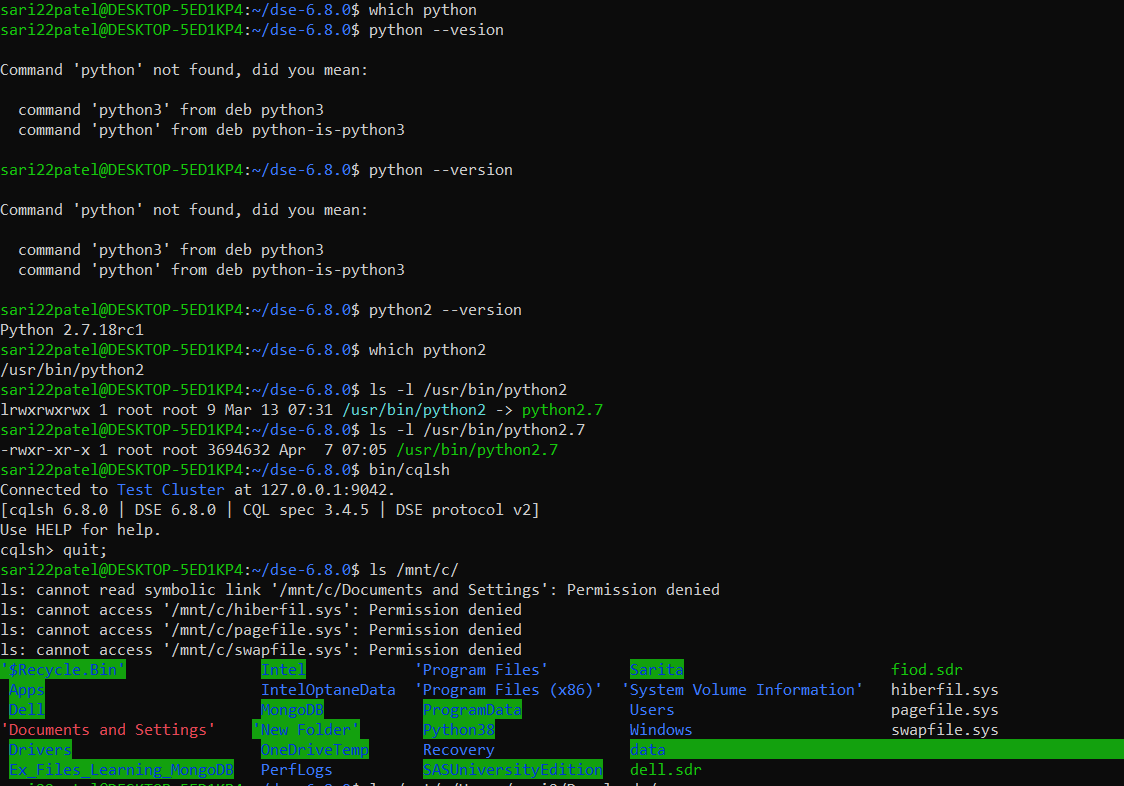 sari22patel@DESKTOP-5ED1KP4:~/dse-6.8.0$ which python
sari22patel@DESKTOP-5ED1KP4:~/dse-6.8.0$ python --vesion
Command 'python' not found, did you mean:
command 'python3' from deb python3
command 'python' from deb python-is-python3
sari22patel@DESKTOP-5ED1KP4:~/dse-6.8.0$ python --version
Command 'python' not found, did you mean:
command 'python3' from deb python3
command 'python' from deb python-is-python3
sari22patel@DESKTOP-5ED1KP4:~/dse-6.8.0$ python2 --version
Python 2.7.18rc1
sari22patel@DESKTOP-5ED1KP4:~/dse-6.8.0$ which python2
/usr/bin/python2
sari22patel@DESKTOP-5ED1KP4:~/dse-6.8.0$ ls -l /usr/bin/python2
lrwxrwxrwx 1 root root 9 Mar 13 07:31 /usr/bin/python2 -> python2.7
sari22patel@DESKTOP-5ED1KP4:~/dse-6.8.0$ ls -l /usr/bin/python2.7
-rwxr-xr-x 1 root root 3694632 Apr  7 07:05 /usr/bin/python2.7
sari22patel@DESKTOP-5ED1KP4:~/dse-6.8.0$ bin/cqlsh
Connected to Test Cluster at 127.0.0.1:9042.
[cqlsh 6.8.0 | DSE 6.8.0 | CQL spec 3.4.5 | DSE protocol v2]
Use HELP for help.
cqlsh> quit;
sari22patel@DESKTOP-5ED1KP4:~/dse-6.8.0$ ls /mnt/c/
ls: cannot read symbolic link '/mnt/c/Documents and Settings': Permission denied
ls: cannot access '/mnt/c/hiberfil.sys': Permission denied
ls: cannot access '/mnt/c/pagefile.sys': Permission denied
ls: cannot access '/mnt/c/swapfile.sys': Permission denied
'$Recycle.Bin' Intel 'Program Files' Sarita fiod.sdr
Apps IntelOptaneData 'Program Files (x86)' 'System Volume Information' hiberfil.sys
Dell MongoDB ProgramData Users pagefile.sys
'Documents and Settings' 'New Folder' Python38 Windows swapfile.sys
Drivers OneDriveTemp Recovery data
Ex_Files_Learning_MongoDB PerfLogs SASUniversityEdition dell.sdr